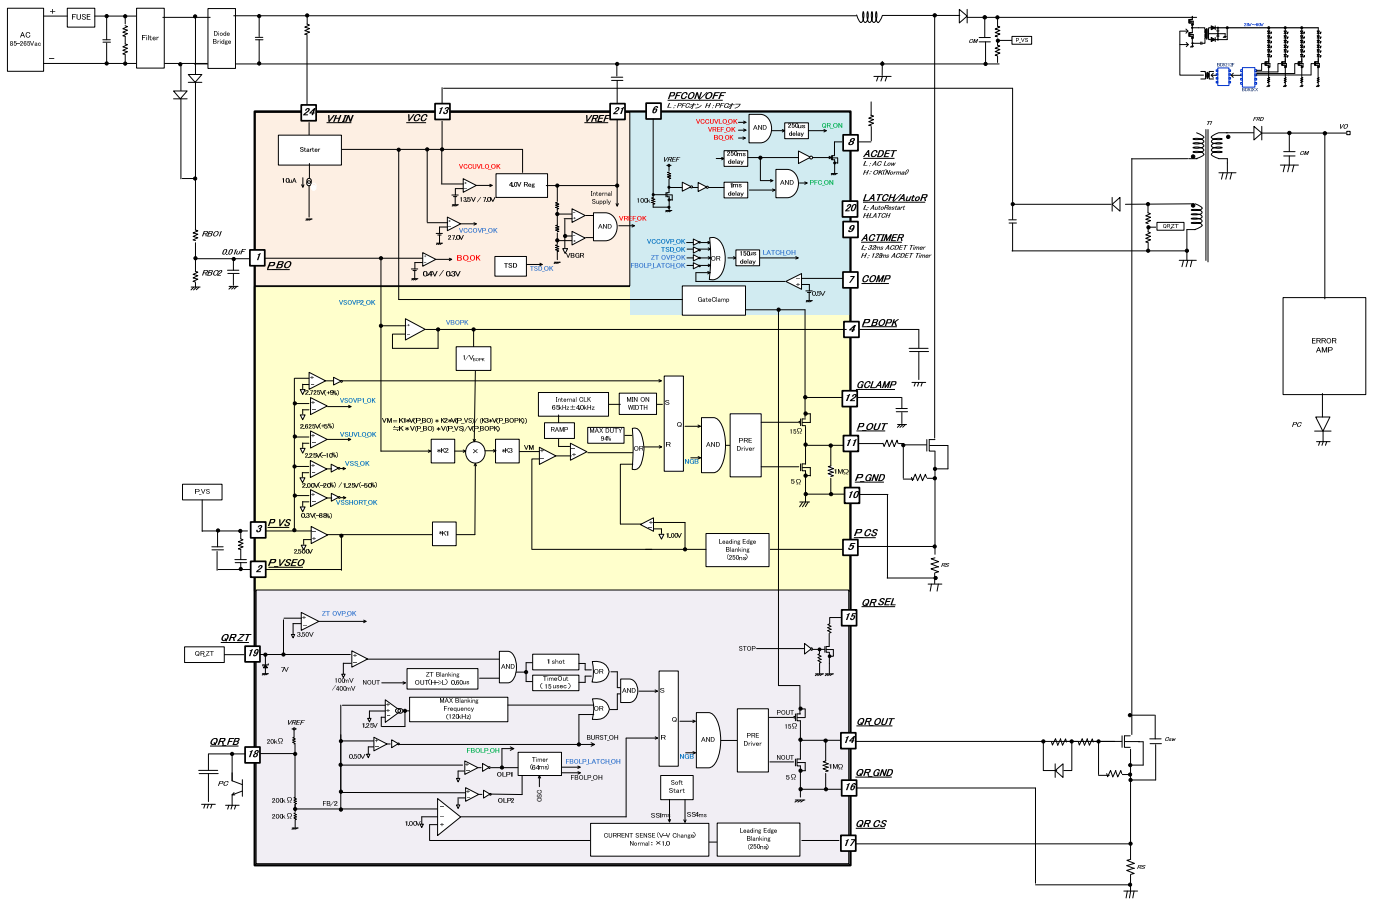 AC
85-265Vac
+
−
FUSE
Filter
Diode
Bridge
CM
P_VS
23V~60V
T1
FRD
VO
CM
24
VH_IN
13
VCC
21
VREF
6
PFCON/OFF
L : PFCオン H : PFCオフ
8
ACDET
L : AC Low
H : OK(Normal)
20
LATCH/AutoR
L: AutoRestart
H:LATCH
9
ACTIMER
L: 32ms ACDET Timer
H: 128ms ACDET Timer
7
COMP
Starter
10uA
VCCUVLO_OK
13.5V / 7.0V
4.0V Reg
VCCOVP_OK
27.0V
Internal
Supply
AND
VREF_OK
VBGR
BO_OK
0.4V / 0.3V
TSD
TSD_OK
VREF
100k
VCCUVLO_OK
VREF_OK
BO_OK
AND
250us
delay
QR_ON
250ms
delay
1ms
delay
AND
PFC_ON
VCCOVP_OK
TSD_OK
ZT OVP_OK
FBOLP_LATCH_OK
OR
150us
delay
LATCH_OH
0.5V
GateClamp
RBO1
RBO2
0.01uF
1
P_BO
VSOVP2_OK
VBOPK
1/VBOPK
4
P_BOPK
12
GCLAMP
11
P_OUT
10
P_GND
5
P_CS
RS
2.725V(+9%)
VSOVP1_OK
2.625V(+5%)
VSUVLO_OK
2.25V(-10%)
VSS_OK
2.00V(-20%) / 1.25V(-50%)
VSSHORT_OK
0.3V(-88%)
2.500V
P_VS
3
P_VS
2
P_VSEO
VM = K1*V(P_BO) * K2*V(P_VS)/ (K3*V(P_BOPK))
≒K * V(P_BO) *V(P_VS)/V(P_BOPK)
*K2
×
*K3
*K1
VM
Internal CLK
65kHz±4.0kHz
MIN ON
WIDTH
RAMP
MAX DUTY
94%
OR
S
R
Q
NGB
AND
PRE
Driver
15Ω
5Ω
1MΩ
1.00V
Leading Edge
Blanking
(250ns)
QR_ZT
ERROR
AMP
PC
15
QR SEL
STOP
ZT OVP_OK
3.50V
QR_ZT
19
QR ZT
7V
100mV
/400mV
NOUT
ZT Blanking
OUT(H->L) 0.60us
AND
1 shot
TimeOut
( 15 usec )
OR
AND
1.25V
MAX Blanking
Frequency
(120kHz)
OR
0.50V
BURST_OH
VREF
20kΩ
18
QR FB
PC
200kΩ
200kΩ
FB/2
FBOLP_OH
OLP1
OLP2
Timer
(64ms)
OSC
FBOLP_LATCH_OH
FBOLP_OH
1.00V
S
R
Q
NGB
AND
PRE
Driver
POUT
NOUT
15Ω
5Ω
1MΩ
14
QR OUT
16
QR GND
17
QR CS
Soft
Start
SS1ms
SS4ms
CURRENT SENSE (V-V Change)
Normal : ×1.0
Leading Edge
Blanking
(250ns)
RS